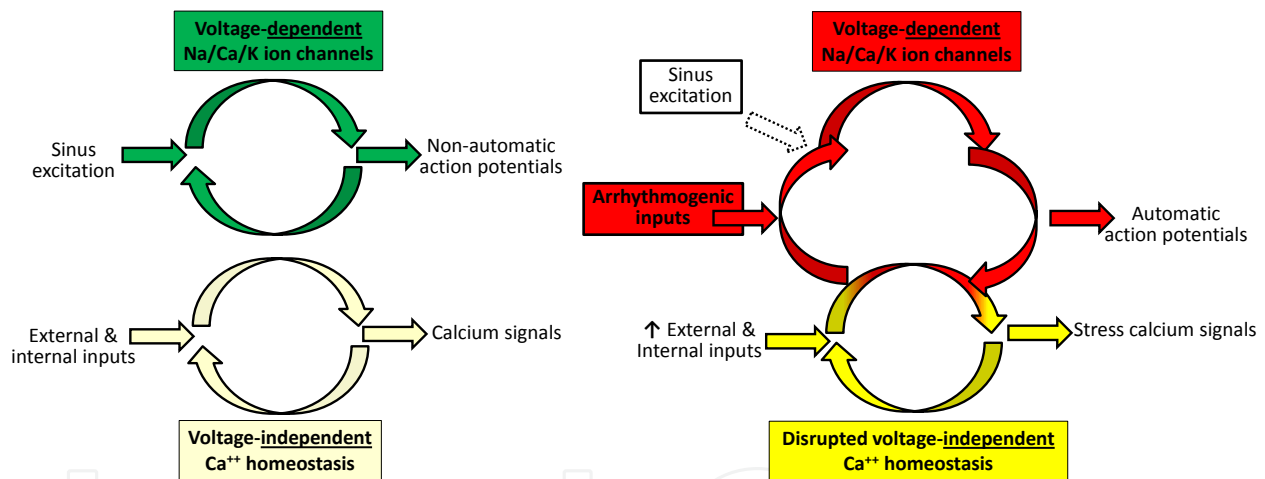 Voltage-dependent
Na/Ca/K ion channels
Sinus
excitation
Non-automatic
action potentials
External &
internal inputs
Calcium signals
Voltage-independent
Ca⁺⁺ homeostasis
Voltage-dependent
Na/Ca/K ion channels
Sinus
excitation
Arrhythmogenic
inputs
Automatic
action potentials
↑ External &
Internal inputs
Stress calcium signals
Disrupted voltage-independent
Ca⁺⁺ homeostasis